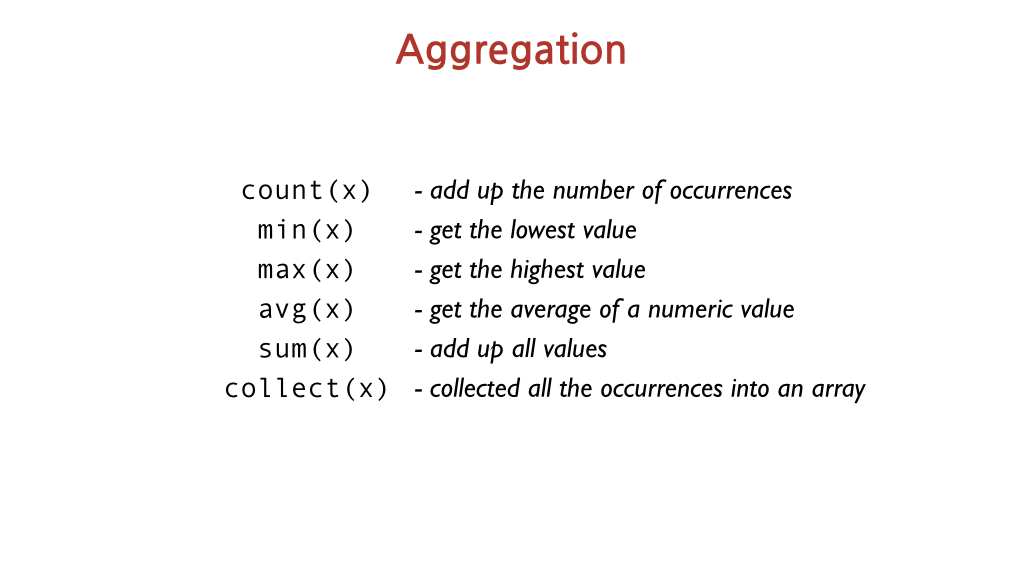 Aggregation
count(x) - add up the number of occurrences
min(x) - get the lowest value
max(x) - get the highest value
avg(x) - get the average of a numeric value
sum(x) - add up all values
collect(x) - collected all the occurrences into an array